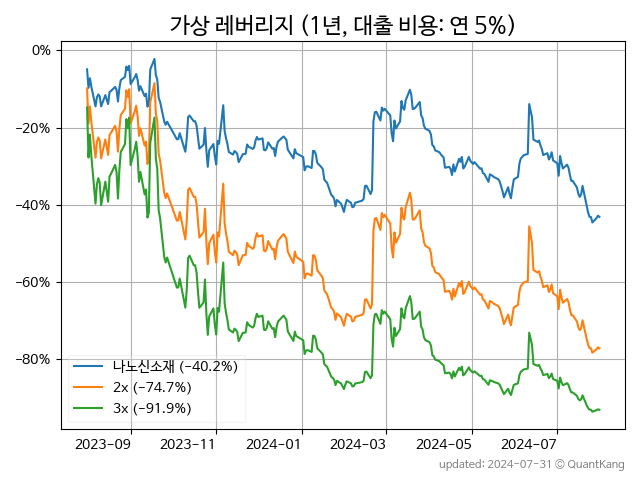 가상 레버리지 (1년, 대출 비용: 연 5%)
0%
−20%
−40%
−60%
−80%
나노신소재 (−40.2%)
2x (−74.7%)
3x (−91.9%)
2023−09 2023−11 2024−01 2024−03 2024−05 2024−07
updated: 2024-07-31 © QuantKang